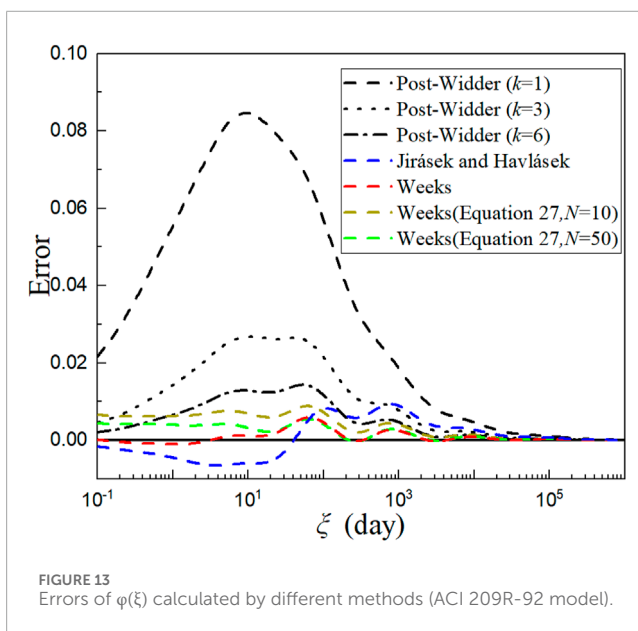 0.10
0.08
0.06
0.04
0.02
0.00
Error
Post-Widder (k=1)
Post-Widder (k=3)
Post-Widder (k=6)
Jirásek and Havlásek
Weeks
Weeks(Equation 27,N=10)
Weeks(Equation 27,N=50)
10⁻¹ 10¹ 10³ 10⁵
ξ (day)
FIGURE 13
Errors of φ(ξ) calculated by different methods (ACI 209R-92 model).